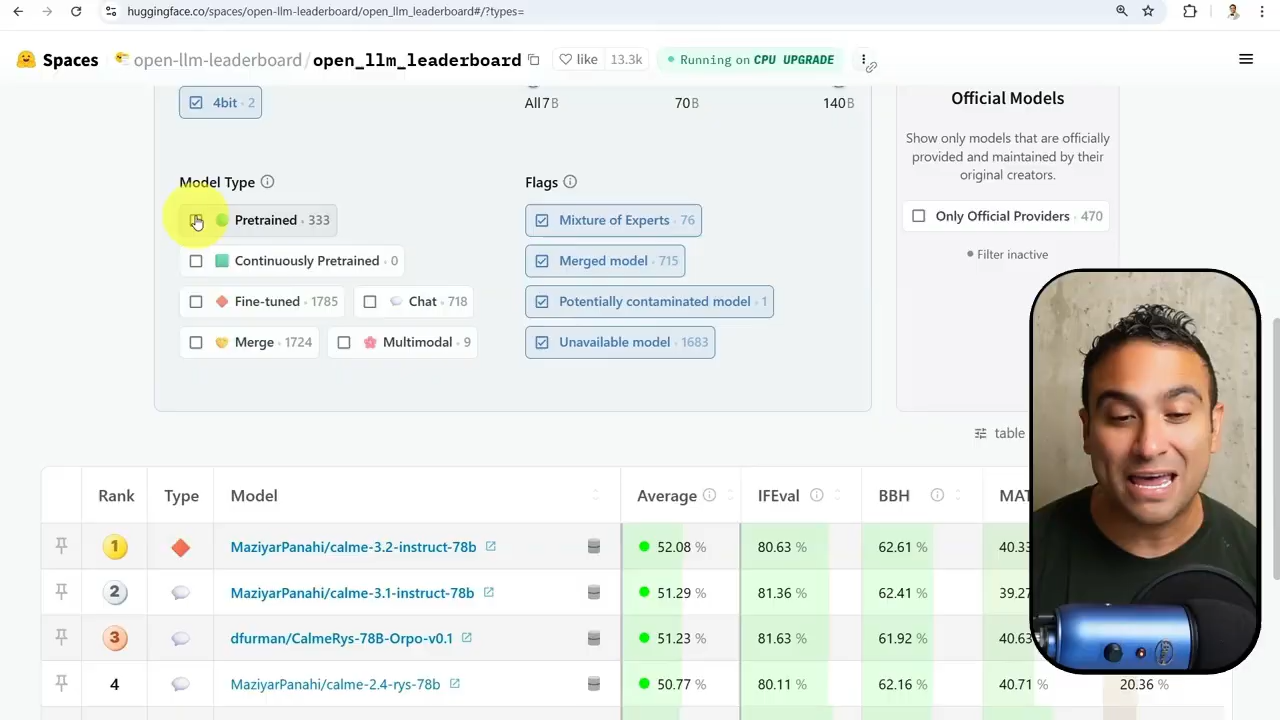 huggingface.co/spaces/open-llm-leaderboard/open_llm_leaderboard#/?types=
Spaces open-llm-leaderboard/open_llm_leaderboard like 13.3k Running on CPU UPGRADE
4bit · 2
All 7B 70B 140B
Official Models
Show only models that are officially
provided and maintained by their
original creators.
Only Official Providers · 470
Filter inactive
Model Type
Pretrained · 333
Continuously Pretrained · 0
Fine-tuned · 1785 Chat · 718
Merge · 1724 Multimodal · 9
Flags
Mixture of Experts · 76
Merged model · 715
Potentially contaminated model · 1
Unavailable model · 1683
table
Rank Type Model Average IFEval BBH MAT
1 MaziyarPanahi/calme-3.2-instruct-78b 52.08 % 80.63 % 62.61 % 40.33
2 MaziyarPanahi/calme-3.1-instruct-78b 51.29 % 81.36 % 62.41 % 39.27
3 dfurman/CalmeRys-78B-Orpo-v0.1 51.23 % 81.63 % 61.92 % 40.63
4 MaziyarPanahi/calme-2.4-rys-78b 50.77 % 80.11 % 62.16 % 40.71 % 20.36 %